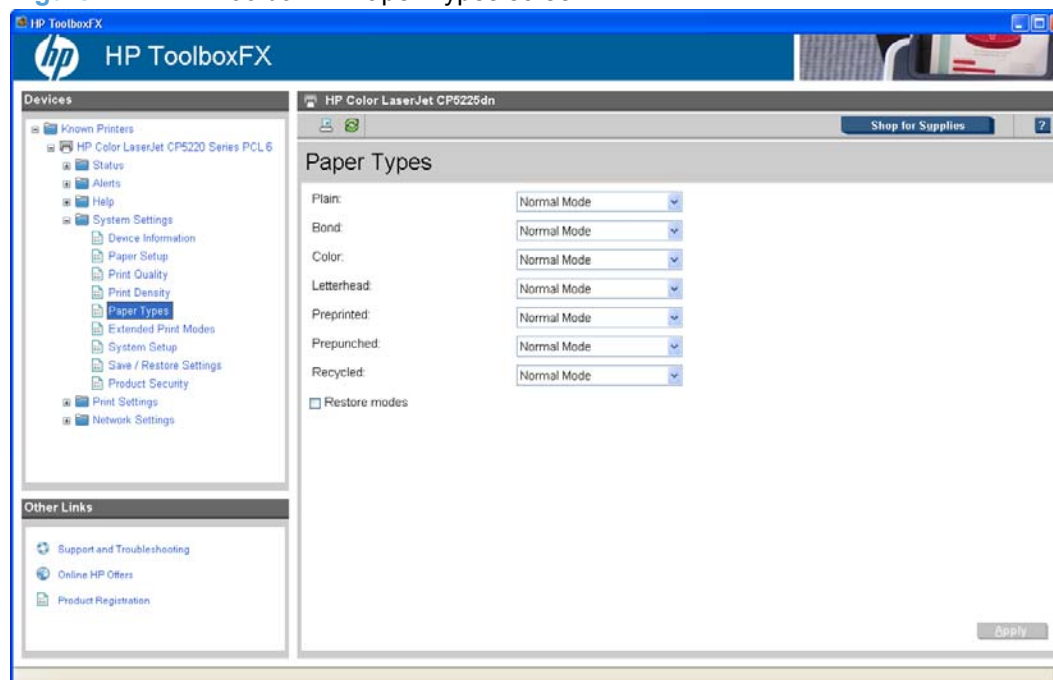 HP ToolboxFX
hp HP ToolboxFX
Devices
Known Printers
HP Color LaserJet CP5220 Series PCL 6
Status
Alerts
Help
System Settings
Device Information
Paper Setup
Print Quality
Print Density
Paper Types
Extended Print Modes
System Setup
Save / Restore Settings
Product Security
Print Settings
Network Settings
Other Links
Support and Troubleshooting
Online HP Offers
Product Registration
HP Color LaserJet CP5225dn
Shop for Supplies ?
Paper Types
Plain: Normal Mode
Bond: Normal Mode
Color: Normal Mode
Letterhead: Normal Mode
Preprinted: Normal Mode
Prepunched: Normal Mode
Recycled: Normal Mode
Restore modes
Apply